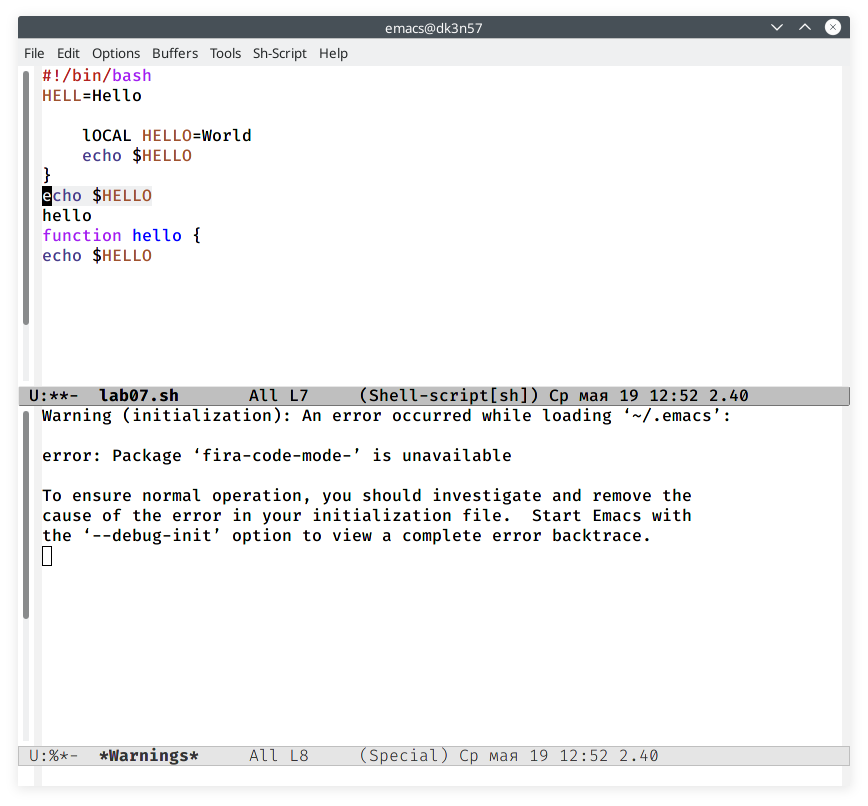 emacs@dk3n57
File Edit Options Buffers Tools Sh-Script Help
#!/bin/bash
HELL=Hello
lOCAL HELLO=World
echo $HELLO
}
echo $HELLO
hello
function hello {
echo $HELLO
U:**- lab07.sh All L7 (Shell-script[sh]) Ср мая 19 12:52 2.40
Warning (initialization): An error occurred while loading ‘~/.emacs’:
error: Package ‘fira-code-mode-’ is unavailable
To ensure normal operation, you should investigate and remove the
cause of the error in your initialization file. Start Emacs with
the ‘--debug-init’ option to view a complete error backtrace.
U:%*- *Warnings* All L8 (Special) Ср мая 19 12:52 2.40